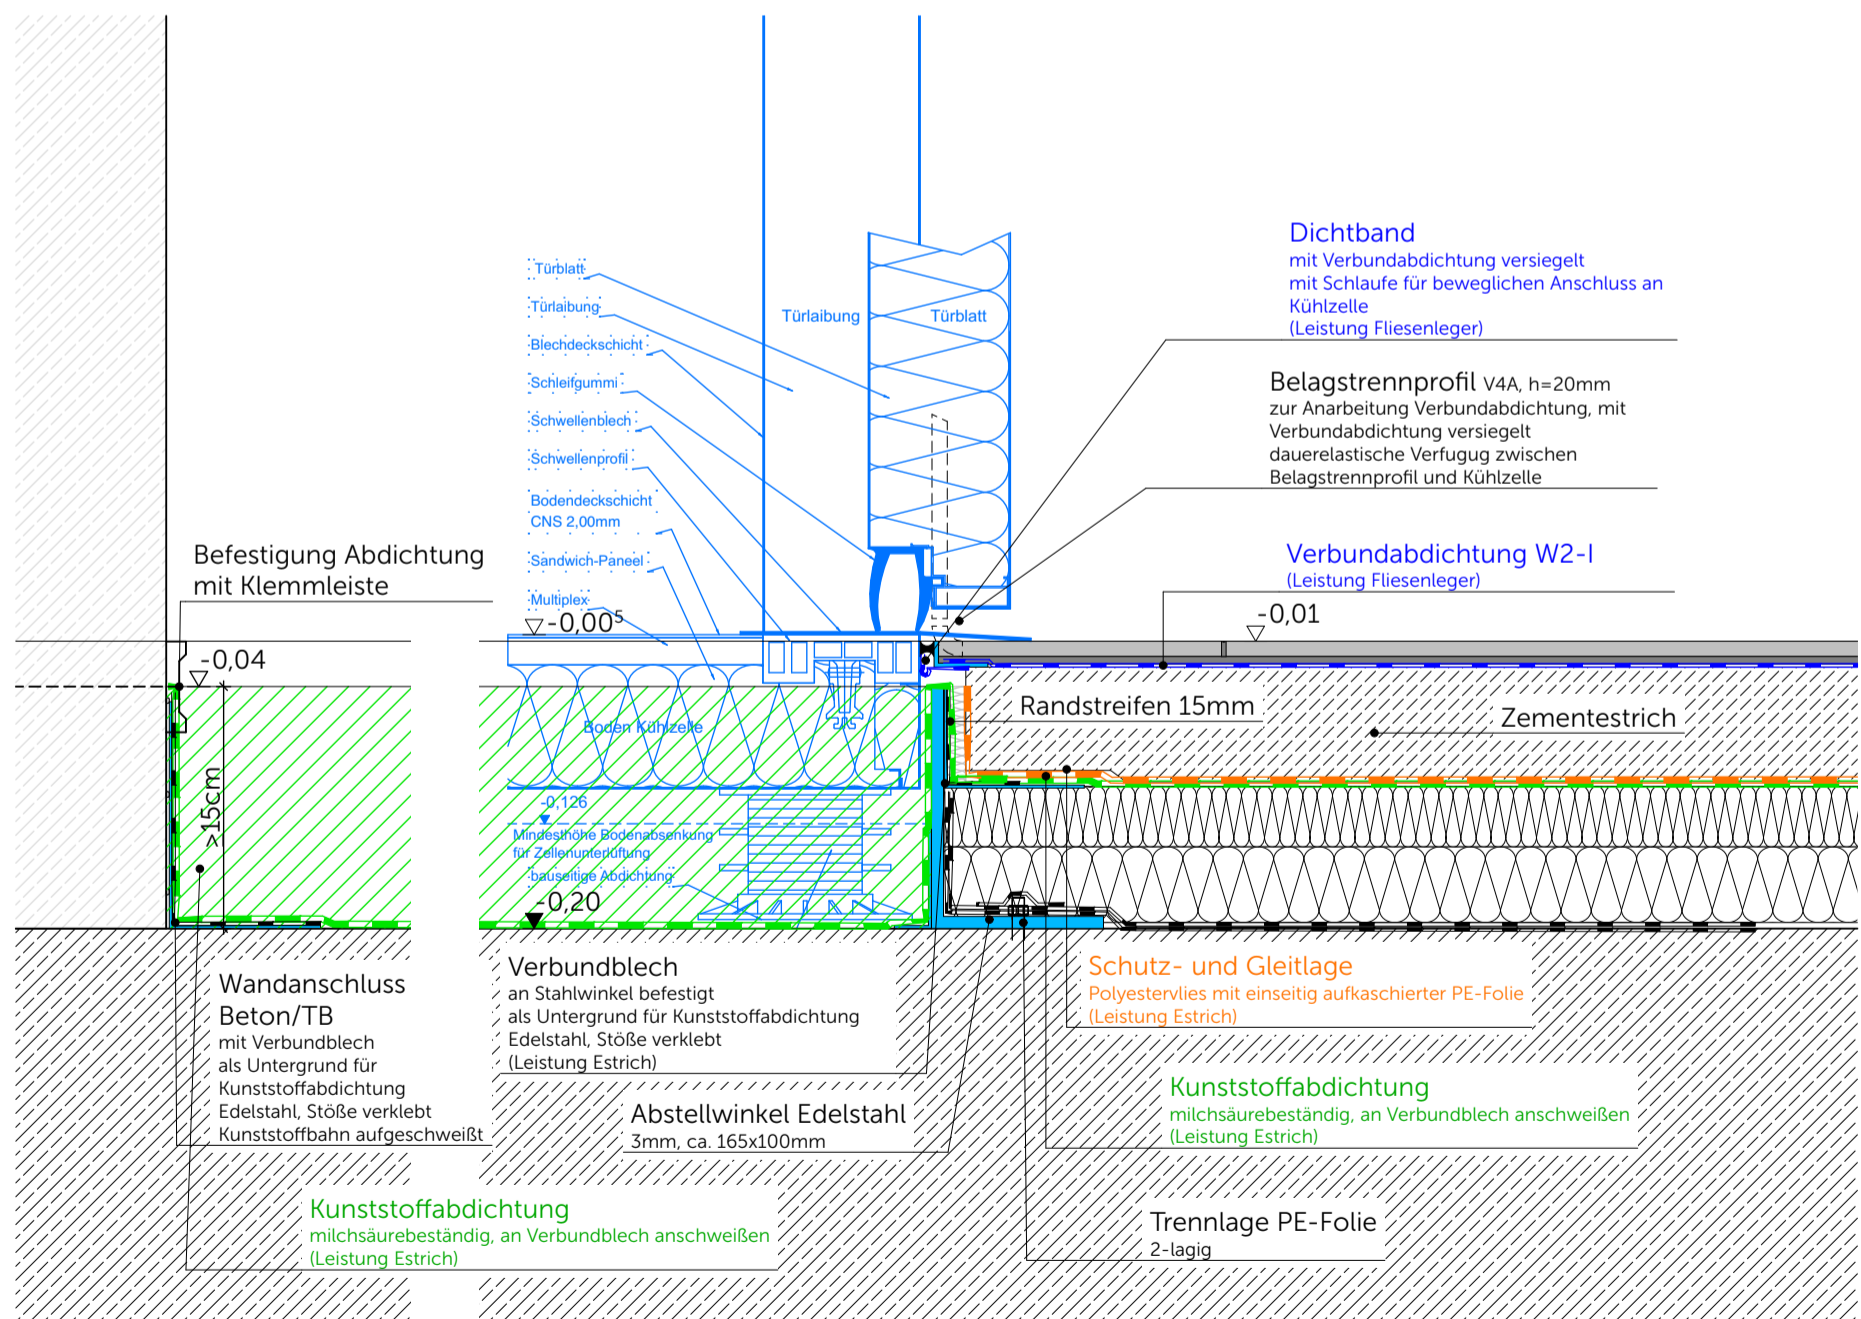 Dichtband
mit Verbundabdichtung versiegelt
mit Schlaufe für beweglichen Anschluss an
Kühlzelle
(Leistung Fliesenleger)
Türblatt
Türlaibung
Blechdeckschicht
Schleifgummi
Schwellenblech
Schwellenprofil
Bodendeckschicht
CNS 2,00mm
Sandwich-Paneel
Multiplex
Türlaibung
Türblatt
Belagstrennprofil V4A, h=20mm
zur Anarbeitung Verbundabdichtung, mit
Verbundabdichtung versiegelt
dauerelastische Verfugug zwischen
Belagstrennprofil und Kühlzelle
Befestigung Abdichtung
mit Klemmleiste
Verbundabdichtung W2-I
(Leistung Fliesenleger)
-0,00⁵
-0,01
-0,04
Randstreifen 15mm
Zementestrich
Boden Kühlzelle
>15cm
-0,126
Mindesthöhe Bodenabsenkung
für Zellenunterlüftung
bauseitige Abdichtung
-0,20
Wandanschluss
Beton/TB
mit Verbundblech
als Untergrund für
Kunststoffabdichtung
Edelstahl, Stöße verklebt
Kunststoffbahn aufgeschweißt
Verbundblech
an Stahlwinkel befestigt
als Untergrund für Kunststoffabdichtung
Edelstahl, Stöße verklebt
(Leistung Estrich)
Schutz- und Gleitlage
Polyestervlies mit einseitig aufkaschierter PE-Folie
(Leistung Estrich)
Abstellwinkel Edelstahl
3mm, ca. 165x100mm
Kunststoffabdichtung
milchsäurebeständig, an Verbundblech anschweißen
(Leistung Estrich)
Kunststoffabdichtung
milchsäurebeständig, an Verbundblech anschweißen
(Leistung Estrich)
Trennlage PE-Folie
2-lagig